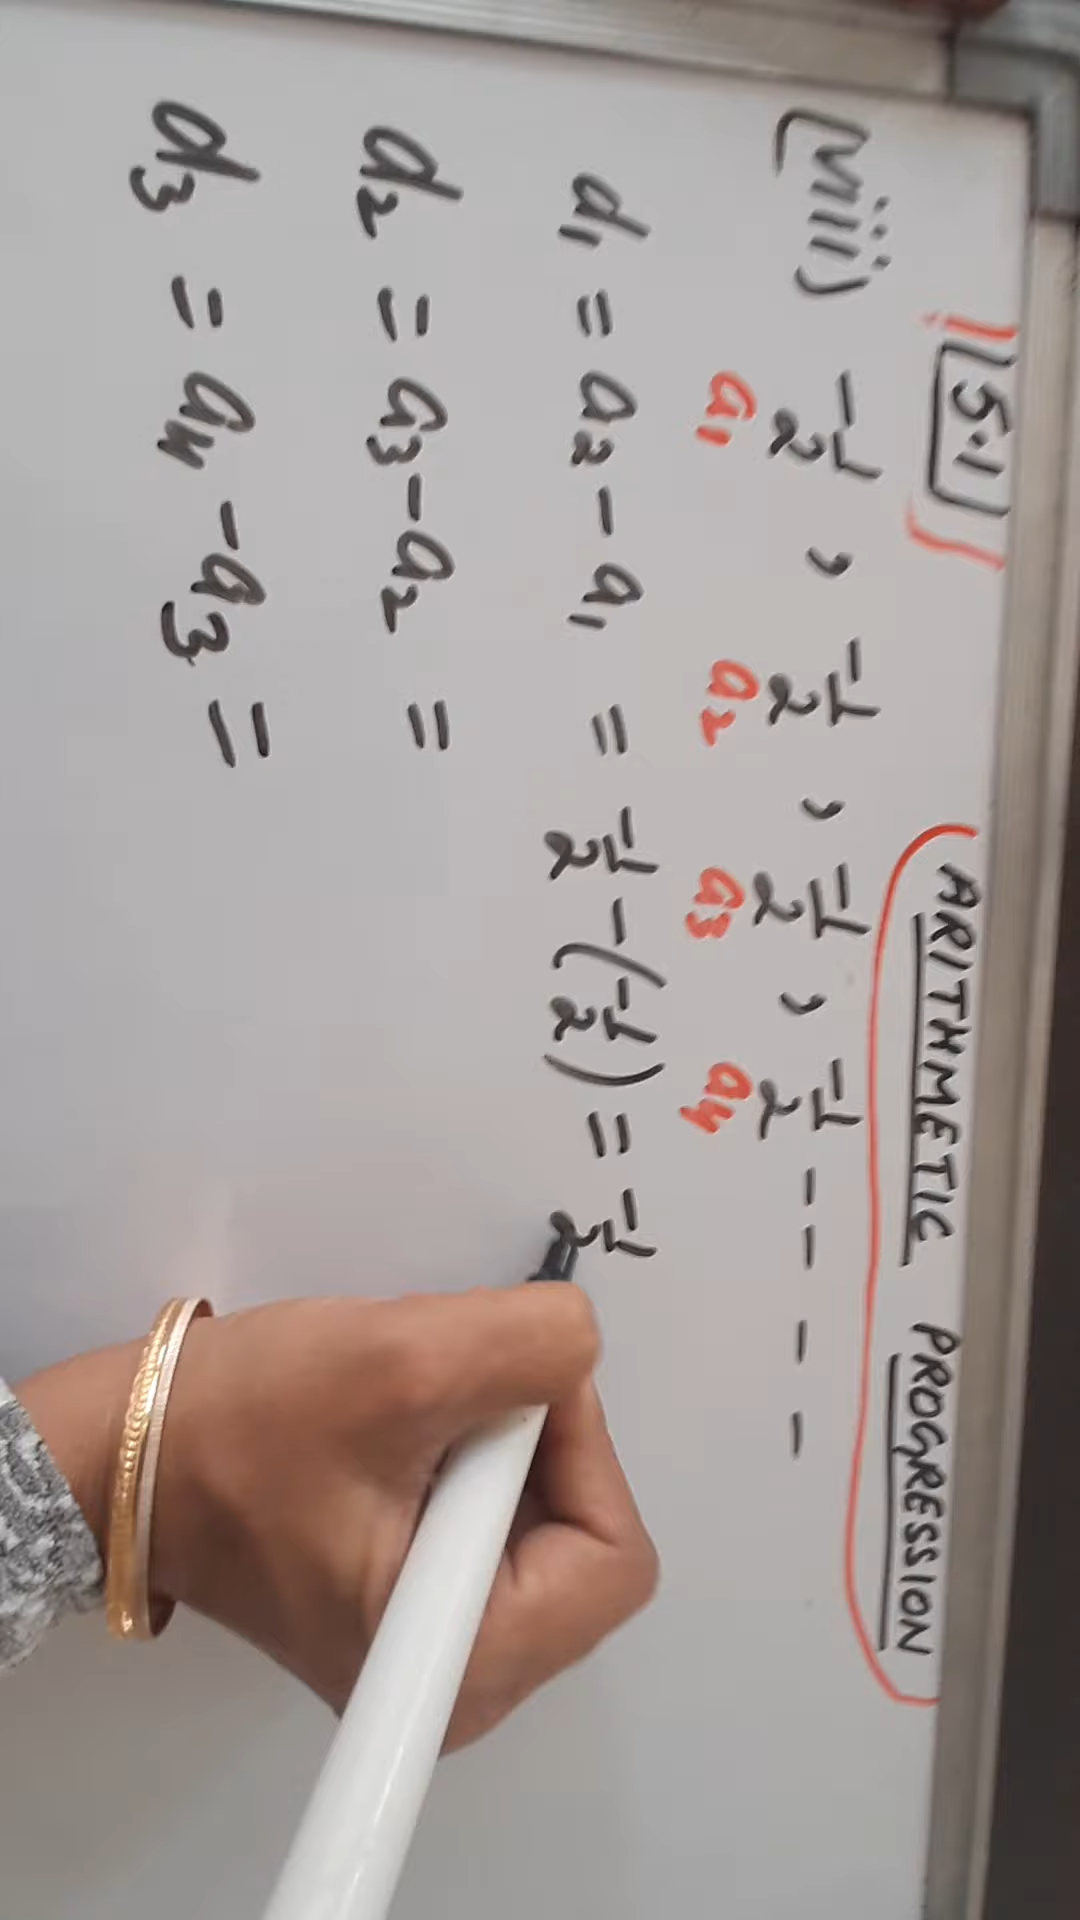 5.1 ARITHMETIC PROGRESSION
(viii) -1/2 , -1/2 , -1/2 , -1/2 - - - -
a1 a2 a3 a4
d1 = a2 - a1 = -1/2 - (-1/2) = -1/2
d2 = a3 - a2 =
d3 = a4 - a3 =